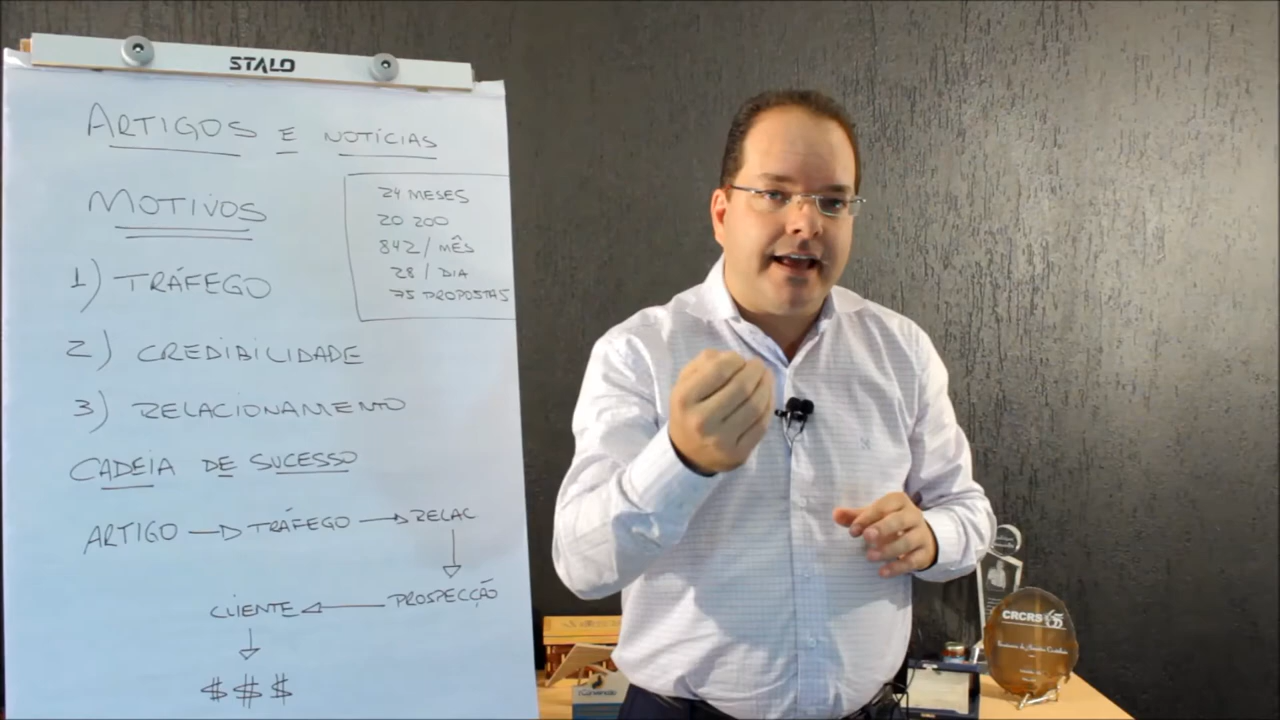 STALO
ARTIGOS E NOTÍCIAS
MOTIVOS
24 MESES
20 200
842 / MÊS
28 / DIA
75 PROPOSTAS
1) TRÁFEGO
2) CREDIBILIDADE
3) RELACIONAMENTO
CADEIA DE SUCESSO
ARTIGO → TRÁFEGO → RELAC
CLIENTE ← PROSPECÇÃO
$ $ $
CRCRS 65